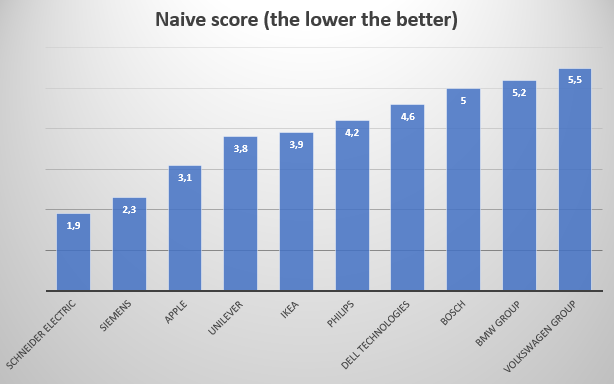 Naive score (the lower the better)
1,9
2,3
3,1
3,8
3,9
4,2
4,6
5
5,2
5,5
SCHNEIDER ELECTRIC
SIEMENS
APPLE
UNILEVER
IKEA
PHILIPS
DELL TECHNOLOGIES
BOSCH
BMW GROUP
VOLKSWAGEN GROUP